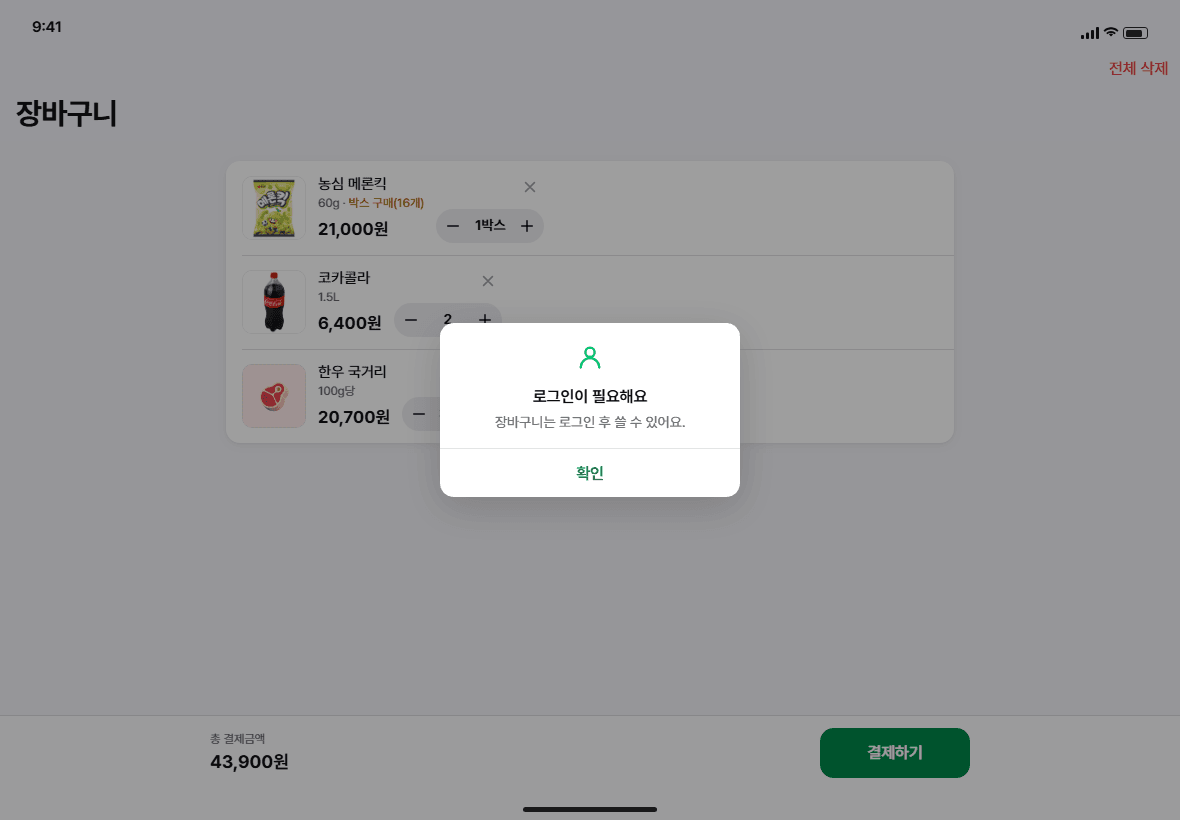 9:41
전체 삭제
장바구니
농심 메론킥
60g · 박스 구매(16개)
21,000원
1박스
코카콜라
1.5L
6,400원
2
한우 국거리
100g당
20,700원
로그인이 필요해요
장바구니는 로그인 후 쓸 수 있어요.
확인
총 결제금액
43,900원
결제하기